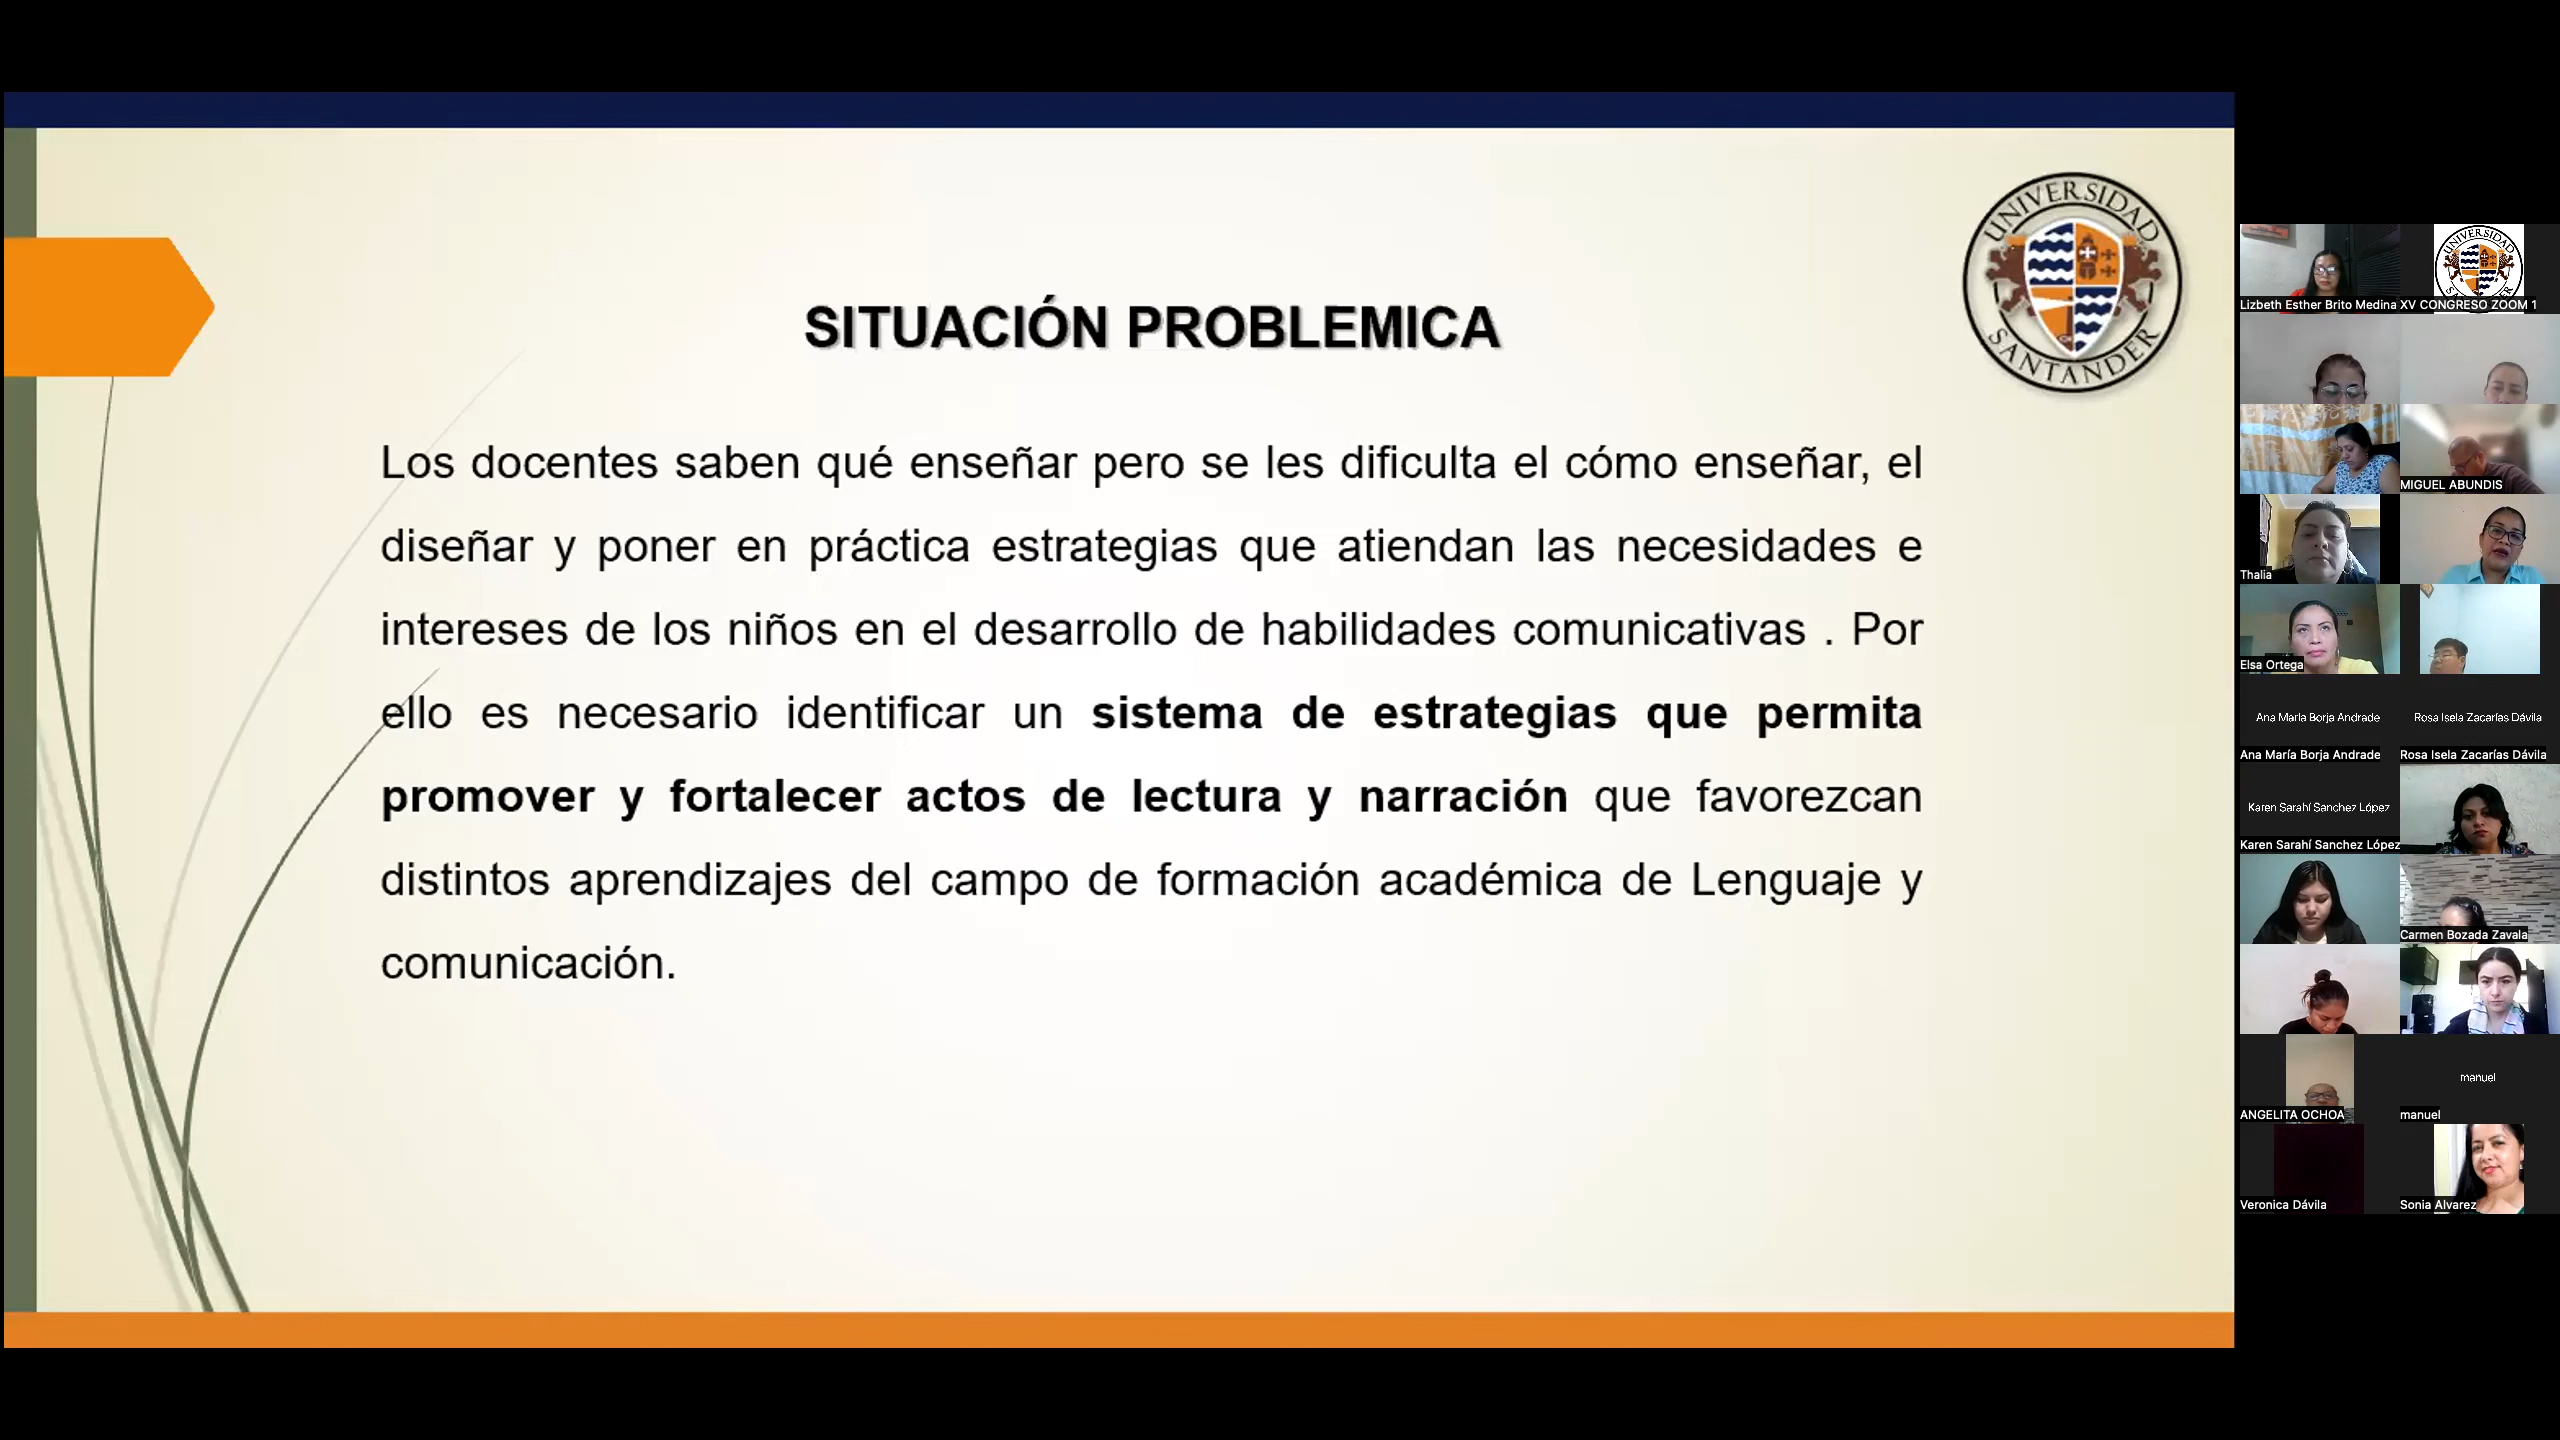 UNIVERSIDAD
SANTANDER
SITUACIÓN PROBLEMICA
Los docentes saben qué enseñar pero se les dificulta el cómo enseñar, el
diseñar y poner en práctica estrategias que atiendan las necesidades e
intereses de los niños en el desarrollo de habilidades comunicativas . Por
ello es necesario identificar un sistema de estrategias que permita
promover y fortalecer actos de lectura y narración que favorezcan
distintos aprendizajes del campo de formación académica de Lenguaje y
comunicación.
UNIVERSIDAD
Lizbeth Esther Brito Medina
XV CONGRESO ZOOM 1
MIGUEL ABUNDIS
Thalia
Elsa Ortega
Ana María Borja Andrade
Rosa Isela Zacarías Dávila
Ana María Borja Andrade
Rosa Isela Zacarías Dávila
Karen Sarahí Sanchez López
Karen Sarahí Sanchez López
Carmen Bozada Zavala
manuel
ANGELITA OCHOA
manuel
Veronica Dávila
Sonia Alvarez